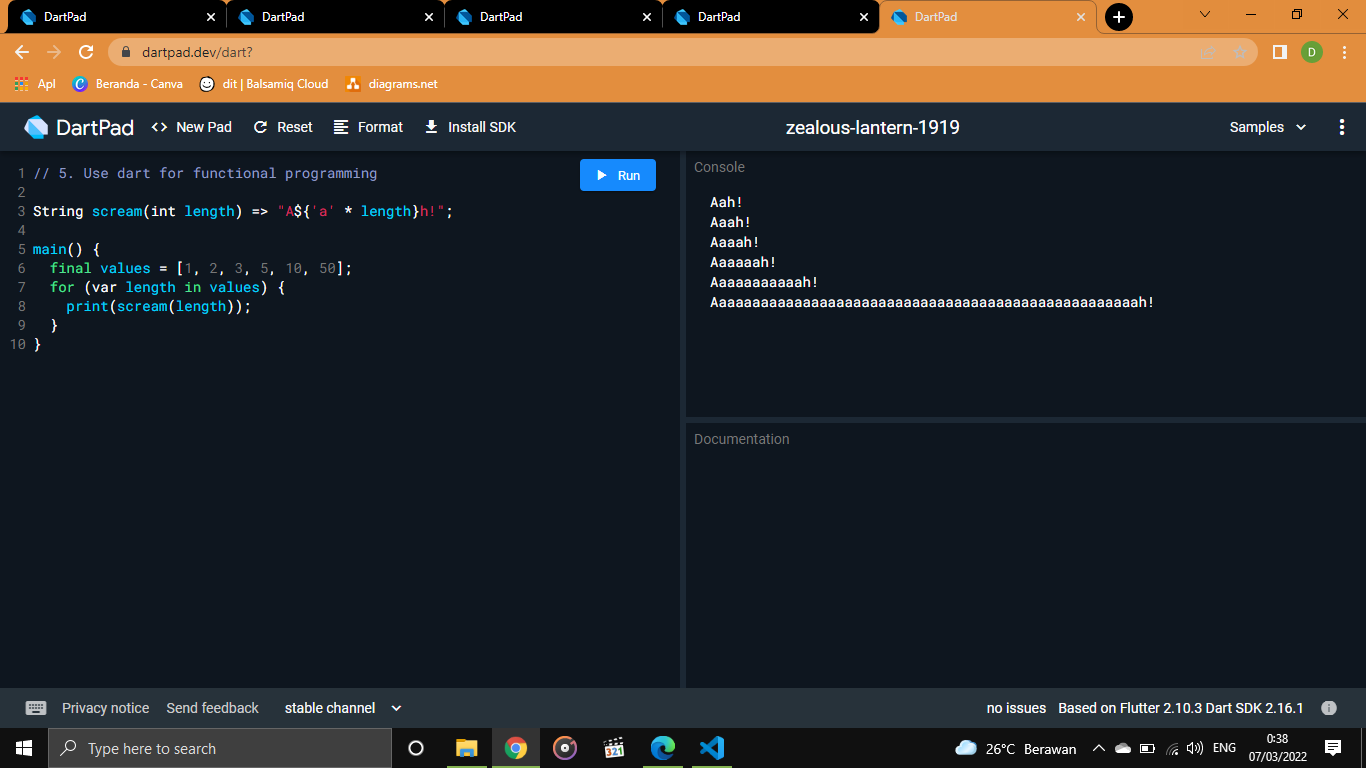 DartPad DartPad DartPad DartPad DartPad
dartpad.dev/dart?
D
Apl Beranda - Canva dit | Balsamiq Cloud diagrams.net
DartPad <> New Pad Reset Format Install SDK zealous-lantern-1919 Samples
1 // 5. Use dart for functional programming
2
3 String scream(int length) => "A${'a' * length}h!";
4
5 main() {
6 final values = [1, 2, 3, 5, 10, 50];
7 for (var length in values) {
8 print(scream(length));
9 }
10 }
Run
Console
Aah!
Aaah!
Aaaah!
Aaaaaah!
Aaaaaaaaaaah!
Aaaaaaaaaaaaaaaaaaaaaaaaaaaaaaaaaaaaaaaaaaaaaaaaaaah!
Documentation
Privacy notice Send feedback stable channel no issues Based on Flutter 2.10.3 Dart SDK 2.16.1
Type here to search
321
26°C Berawan ENG
0:38
07/03/2022